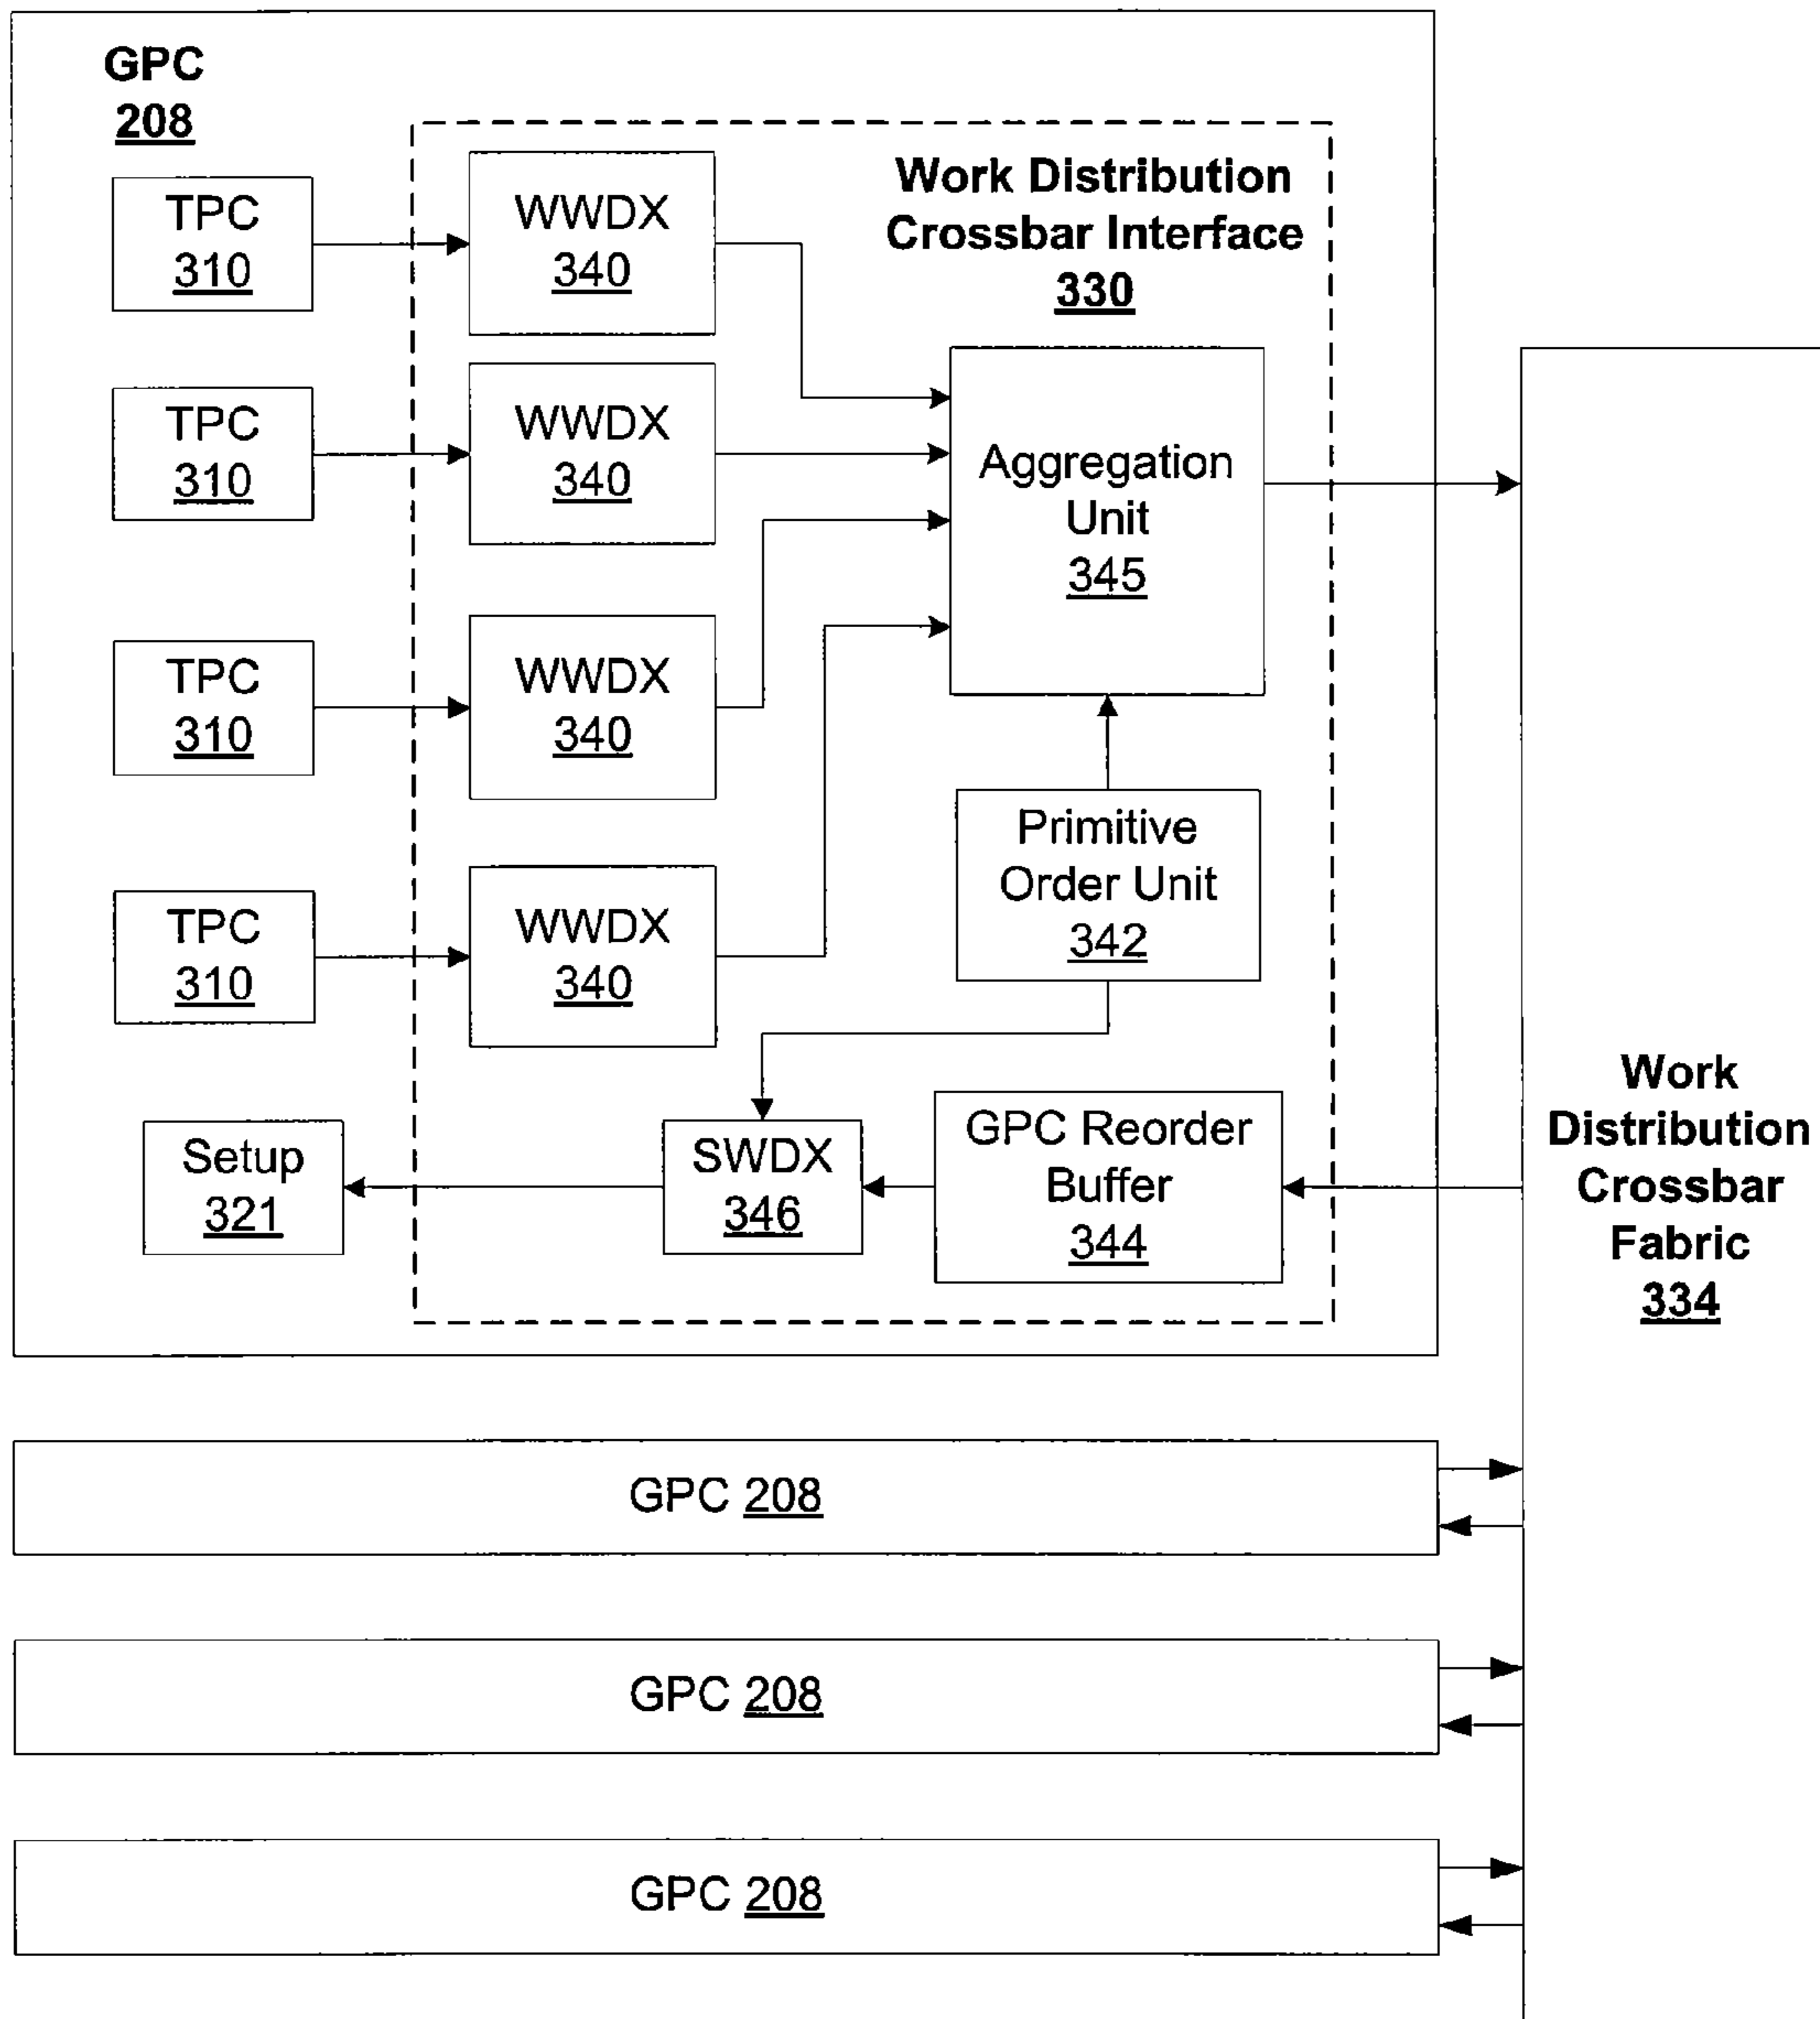 GPC
208
Work Distribution
Crossbar Interface
330
TPC
310
WWDX
340
TPC
310
WWDX
340
Aggregation
Unit
345
TPC
310
WWDX
340
Primitive
Order Unit
342
TPC
310
WWDX
340
Setup
321
SWDX
346
GPC Reorder
Buffer
344
Work
Distribution
Crossbar
Fabric
334
GPC 208
GPC 208
GPC 208